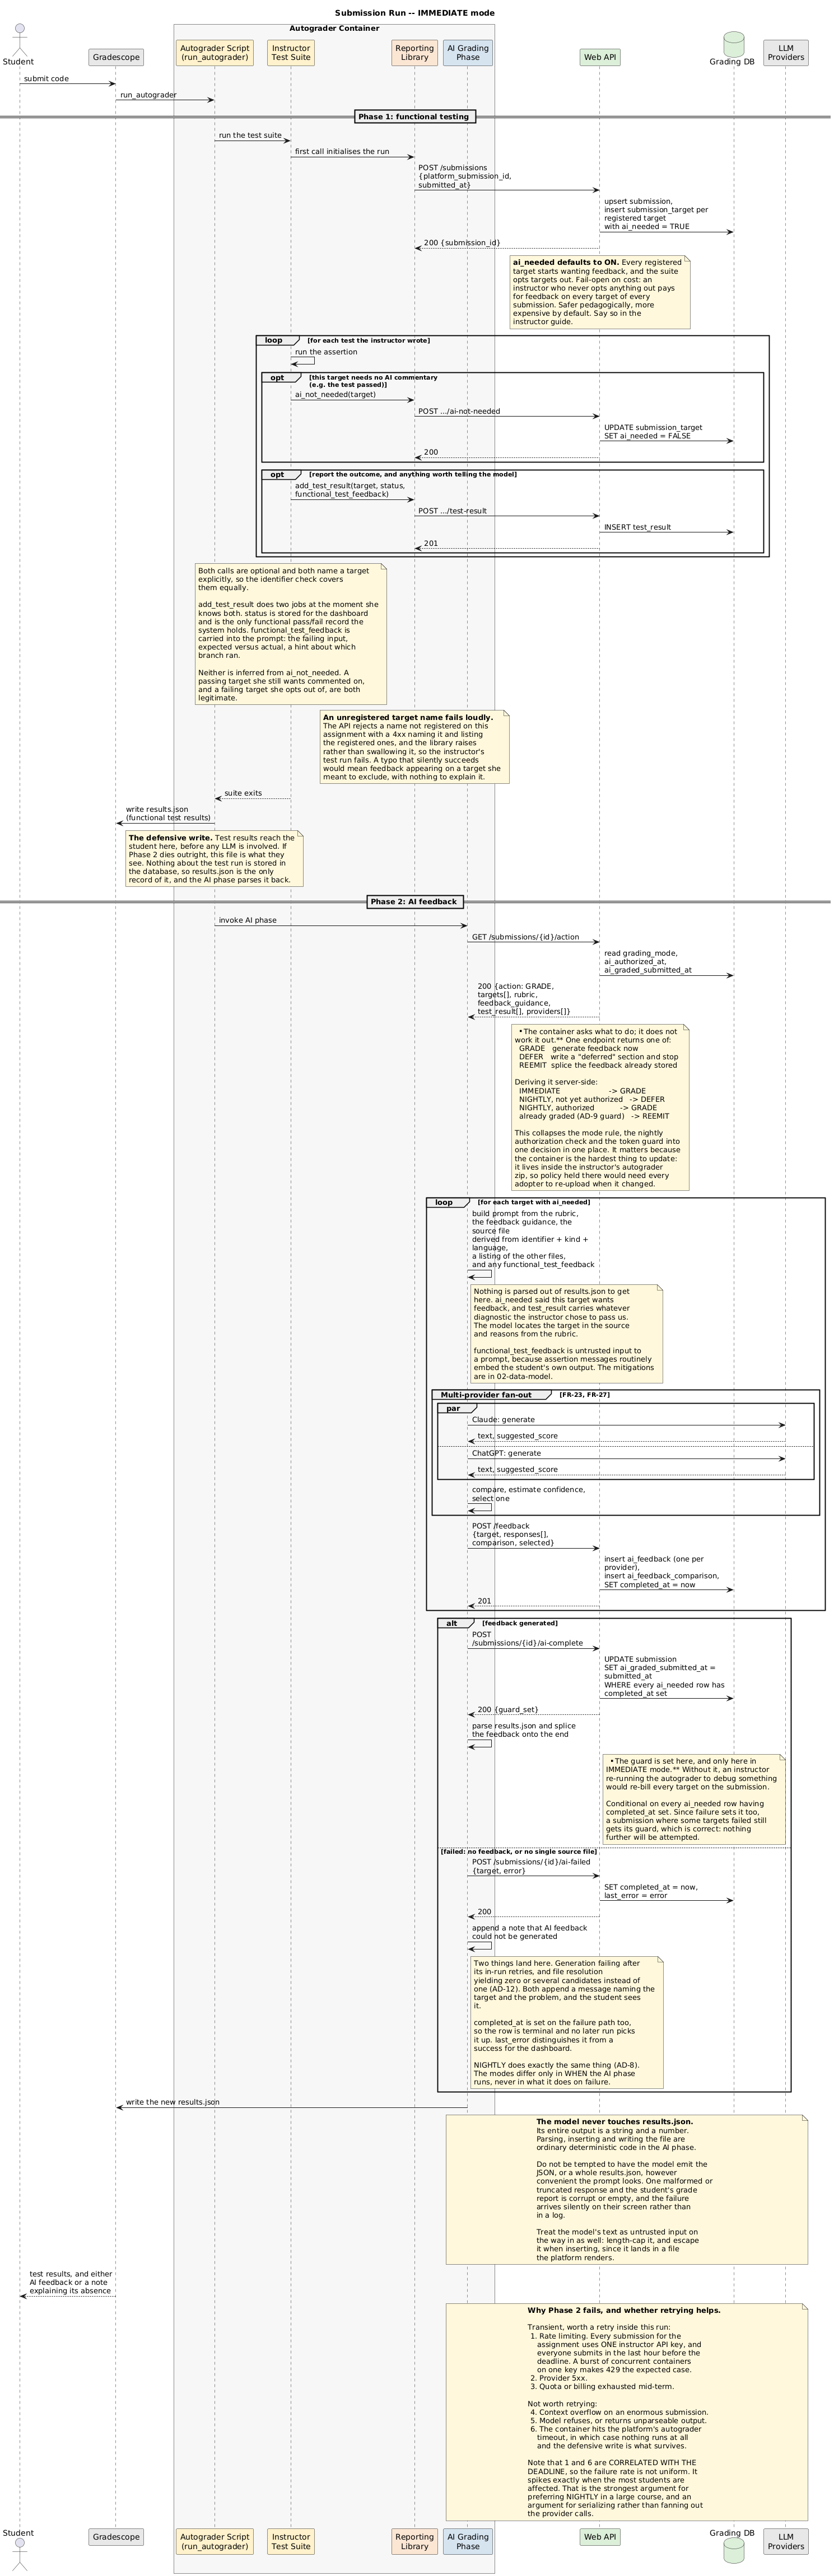 Submission Run -- IMMEDIATE mode
Autograder Container
Student
Gradescope
Autograder Script
(run_autograder)
Instructor
Test Suite
Reporting
Library
AI Grading
Phase
Web API
Grading DB
LLM
Providers
submit code
run_autograder
Phase 1: functional testing
run the test suite
first call initialises the run
POST /submissions
{platform_submission_id,
submitted_at}
upsert submission,
insert submission_target per
registered target
with ai_needed = TRUE
200 {submission_id}
ai_needed defaults to ON. Every registered
target starts wanting feedback, and the suite
opts targets out. Fail-open on cost: an
instructor who never opts anything out pays
for feedback on every target of every
submission. Safer pedagogically, more
expensive by default. Say so in the
instructor guide.
loop [for each test the instructor wrote]
run the assertion
opt [this target needs no AI commentary
(e.g. the test passed)]
ai_not_needed(target)
POST .../ai-not-needed
UPDATE submission_target
SET ai_needed = FALSE
200
opt [report the outcome, and anything worth telling the model]
add_test_result(target, status,
functional_test_feedback)
POST .../test-result
INSERT test_result
201
Both calls are optional and both name a target
explicitly, so the identifier check covers
them equally.
add_test_result does two jobs at the moment she
knows both. status is stored for the dashboard
and is the only functional pass/fail record the
system holds. functional_test_feedback is
carried into the prompt: the failing input,
expected versus actual, a hint about which
branch ran.
Neither is inferred from ai_not_needed. A
passing target she still wants commented on,
and a failing target she opts out of, are both
legitimate.
An unregistered target name fails loudly.
The API rejects a name not registered on this
assignment with a 4xx naming it and listing
the registered ones, and the library raises
rather than swallowing it, so the instructor's
test run fails. A typo that silently succeeds
would mean feedback appearing on a target she
meant to exclude, with nothing to explain it.
suite exits
write results.json
(functional test results)
The defensive write. Test results reach the
student here, before any LLM is involved. If
Phase 2 dies outright, this file is what they
see. Nothing about the test run is stored in
the database, so results.json is the only
record of it, and the AI phase parses it back.
Phase 2: AI feedback
invoke AI phase
GET /submissions/{id}/action
read grading_mode,
ai_authorized_at,
ai_graded_submitted_at
200 {action: GRADE,
targets[], rubric,
feedback_guidance,
test_result[], providers[]}
• The container asks what to do; it does not
work it out.** One endpoint returns one of:
GRADE generate feedback now
DEFER write a "deferred" section and stop
REEMIT splice the feedback already stored
Deriving it server-side:
IMMEDIATE -> GRADE
NIGHTLY, not yet authorized -> DEFER
NIGHTLY, authorized -> GRADE
already graded (AD-9 guard) -> REEMIT
This collapses the mode rule, the nightly
authorization check and the token guard into
one decision in one place. It matters because
the container is the hardest thing to update:
it lives inside the instructor's autograder
zip, so policy held there would need every
adopter to re-upload when it changed.
loop [for each target with ai_needed]
build prompt from the rubric,
the feedback guidance, the
source file
derived from identifier + kind +
language,
a listing of the other files,
and any functional_test_feedback
Nothing is parsed out of results.json to get
here. ai_needed said this target wants
feedback, and test_result carries whatever
diagnostic the instructor chose to pass us.
The model locates the target in the source
and reasons from the rubric.
functional_test_feedback is untrusted input to
a prompt, because assertion messages routinely
embed the student's own output. The mitigations
are in 02-data-model.
Multi-provider fan-out [FR-23, FR-27]
par
Claude: generate
text, suggested_score
ChatGPT: generate
text, suggested_score
compare, estimate confidence,
select one
POST /feedback
{target, responses[],
comparison, selected}
insert ai_feedback (one per
provider),
insert ai_feedback_comparison,
SET completed_at = now
201
alt [feedback generated]
POST
/submissions/{id}/ai-complete
UPDATE submission
SET ai_graded_submitted_at =
submitted_at
WHERE every ai_needed row has
completed_at set
200 {guard_set}
parse results.json and splice
the feedback onto the end
• The guard is set here, and only here in
IMMEDIATE mode.** Without it, an instructor
re-running the autograder to debug something
would re-bill every target on the submission.
Conditional on every ai_needed row having
completed_at set. Since failure sets it too,
a submission where some targets failed still
gets its guard, which is correct: nothing
further will be attempted.
[failed: no feedback, or no single source file]
POST /submissions/{id}/ai-failed
{target, error}
SET completed_at = now,
last_error = error
200
append a note that AI feedback
could not be generated
Two things land here. Generation failing after
its in-run retries, and file resolution
yielding zero or several candidates instead of
one (AD-12). Both append a message naming the
target and the problem, and the student sees
it.
completed_at is set on the failure path too,
so the row is terminal and no later run picks
it up. last_error distinguishes it from a
success for the dashboard.
NIGHTLY does exactly the same thing (AD-8).
The modes differ only in WHEN the AI phase
runs, never in what it does on failure.
write the new results.json
The model never touches results.json.
Its entire output is a string and a number.
Parsing, inserting and writing the file are
ordinary deterministic code in the AI phase.
Do not be tempted to have the model emit the
JSON, or a whole results.json, however
convenient the prompt looks. One malformed or
truncated response and the student's grade
report is corrupt or empty, and the failure
arrives silently on their screen rather than
in a log.
Treat the model's text as untrusted input on
the way in as well: length-cap it, and escape
it when inserting, since it lands in a file
the platform renders.
test results, and either
AI feedback or a note
explaining its absence
Why Phase 2 fails, and whether retrying helps.
Transient, worth a retry inside this run:
1. Rate limiting. Every submission for the
assignment uses ONE instructor API key, and
everyone submits in the last hour before the
deadline. A burst of concurrent containers
on one key makes 429 the expected case.
2. Provider 5xx.
3. Quota or billing exhausted mid-term.
Not worth retrying:
4. Context overflow on an enormous submission.
5. Model refuses, or returns unparseable output.
6. The container hits the platform's autograder
timeout, in which case nothing runs at all
and the defensive write is what survives.
Note that 1 and 6 are CORRELATED WITH THE
DEADLINE, so the failure rate is not uniform. It
spikes exactly when the most students are
affected. That is the strongest argument for
preferring NIGHTLY in a large course, and an
argument for serializing rather than fanning out
the provider calls.
Student
Gradescope
Autograder Script
(run_autograder)
Instructor
Test Suite
Reporting
Library
AI Grading
Phase
Web API
Grading DB
LLM
Providers